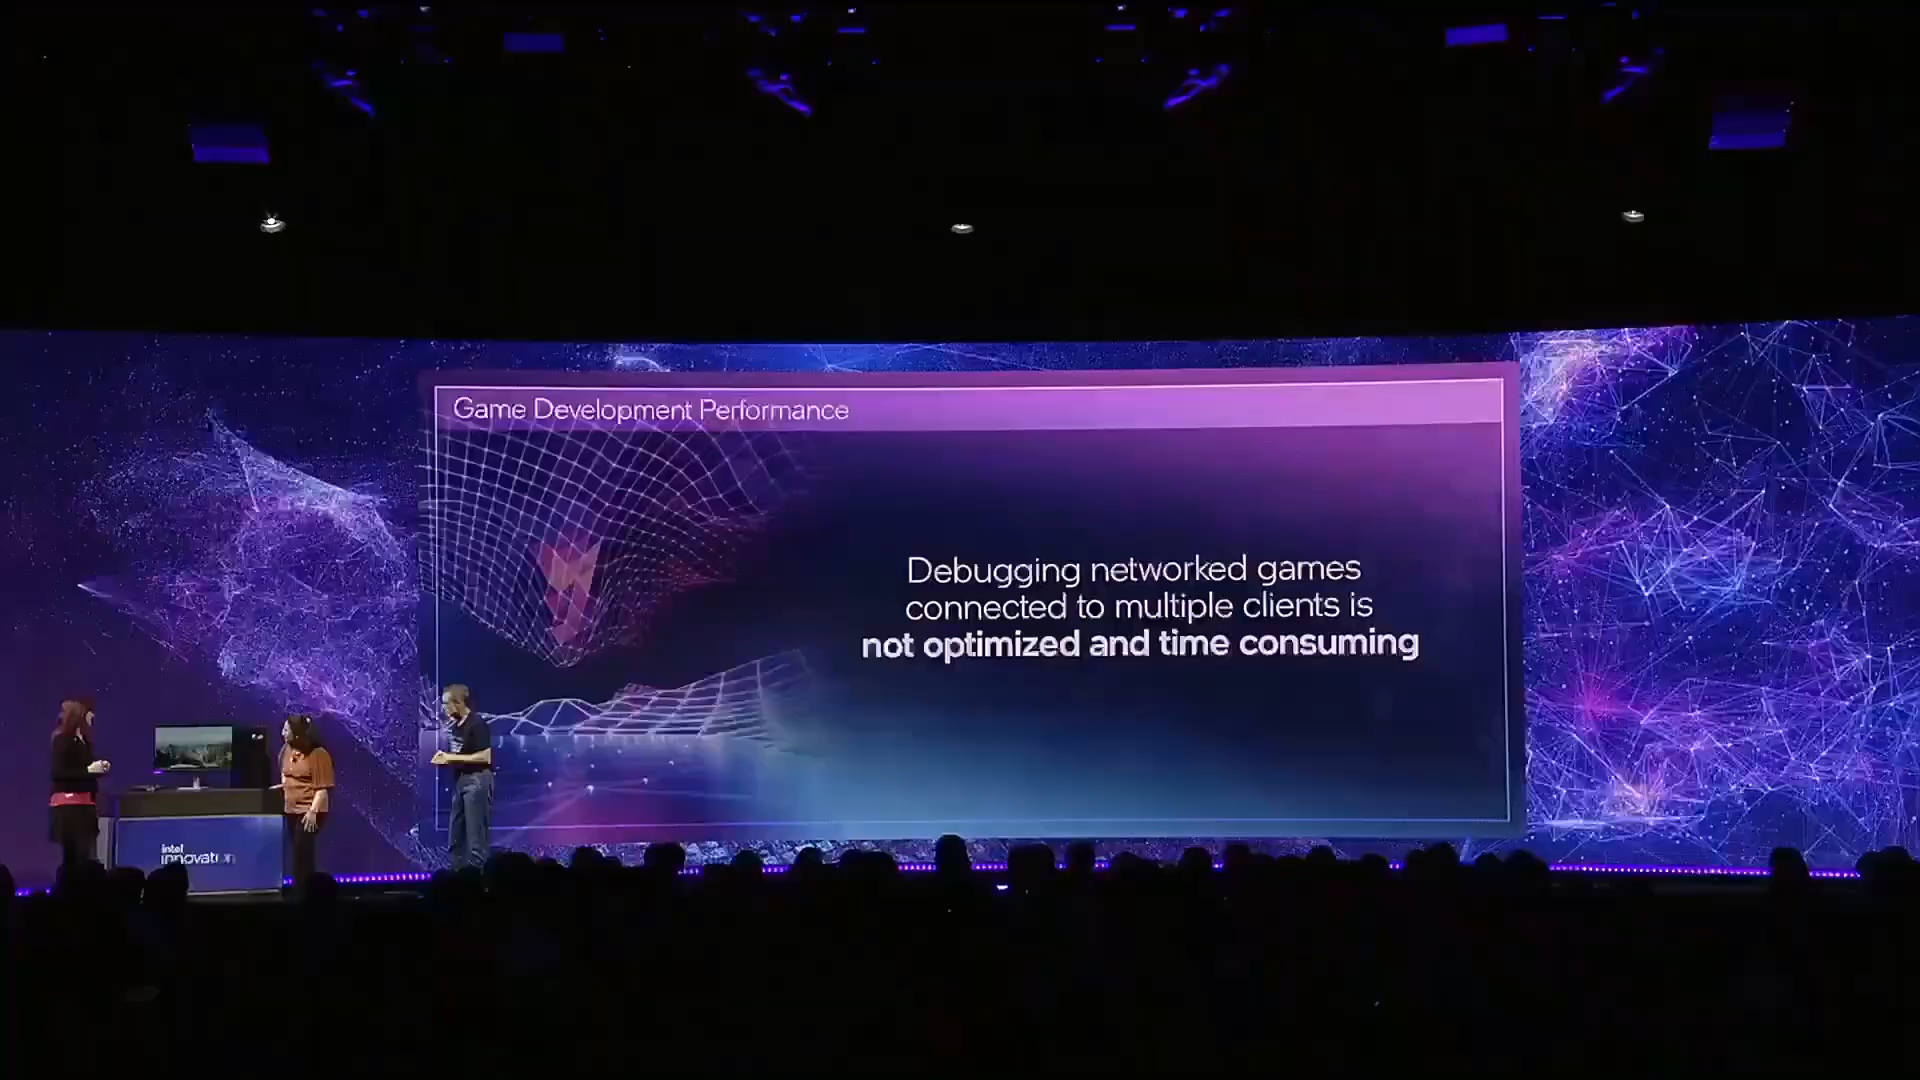 Game Development Performance
Debugging networked games
connected to multiple clients is
not optimized and time consuming
intel
innovation